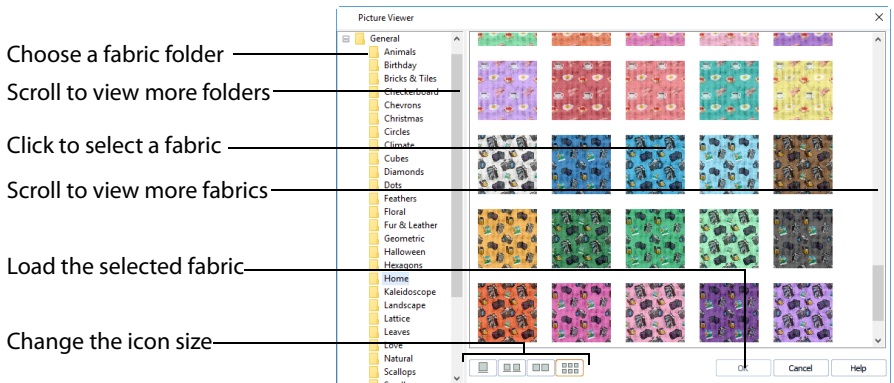 Picture Viewer
General
Animals
Birthday
Bricks & Tiles
Checkerboard
Chevrons
Christmas
Circles
Climate
Cubes
Diamonds
Dots
Feathers
Floral
Fur & Leather
Geometric
Halloween
Hexagons
Home
Kaleidoscope
Landscape
Lattice
Leaves
Love
Natural
Scallops
Choose a fabric folder
Scroll to view more folders
Click to select a fabric
Scroll to view more fabrics
Load the selected fabric
Change the icon size
OK
Cancel
Help